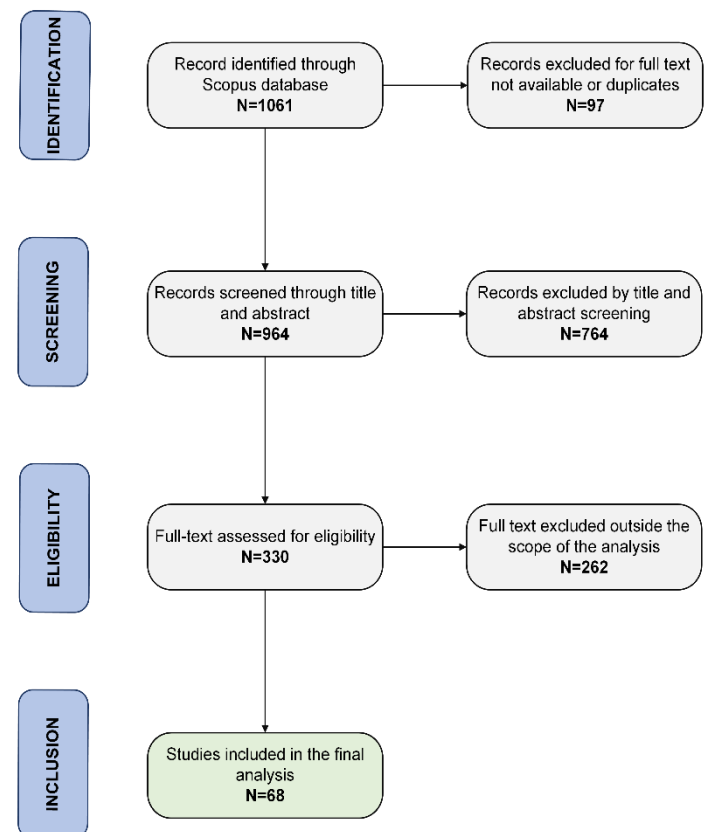 IDENTIFICATION
Record identified through
Scopus database
N=1061
Records excluded for full text
not available or duplicates
N=97
SCREENING
Records screened through title
and abstract
N=964
Records excluded by title and
abstract screening
N=764
ELIGIBILITY
Full-text assessed for eligibility
N=330
Full text excluded outside the
scope of the analysis
N=262
INCLUSION
Studies included in the final
analysis
N=68